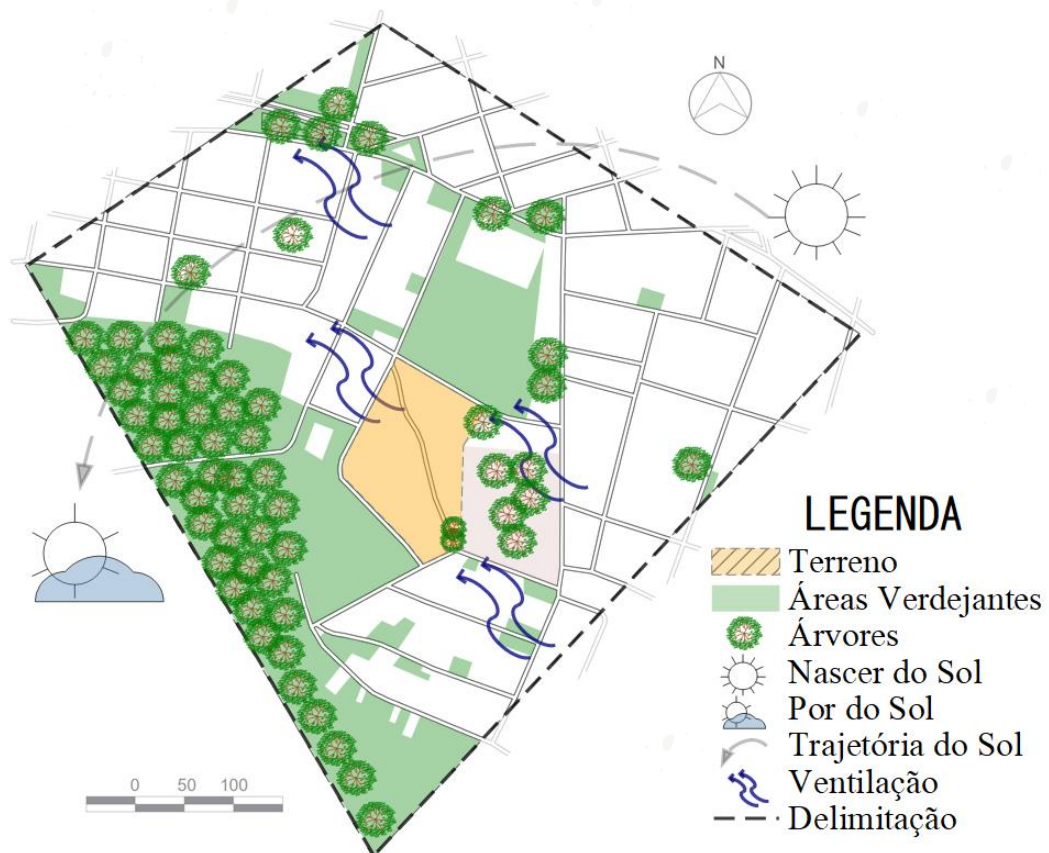 N
LEGENDA
Terreno
Áreas Verdejantes
Árvores
Nascer do Sol
Por do Sol
Trajetória do Sol
Ventilação
Delimitação
0 50 100